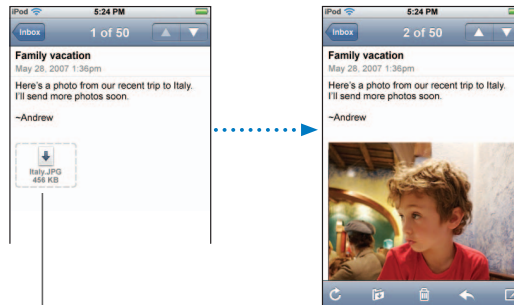 iPod 5:24 PM
Inbox 1 of 50
Family vacation
May 28, 2007 1:36pm
Here's a photo from our recent trip to Italy.
I'll send more photos soon.
~Andrew
Italy.JPG
456 KB
iPod 5:24 PM
Inbox 2 of 50
Family vacation
May 28, 2007 1:36pm
Here's a photo from our recent trip to Italy.
I'll send more photos soon.
~Andrew